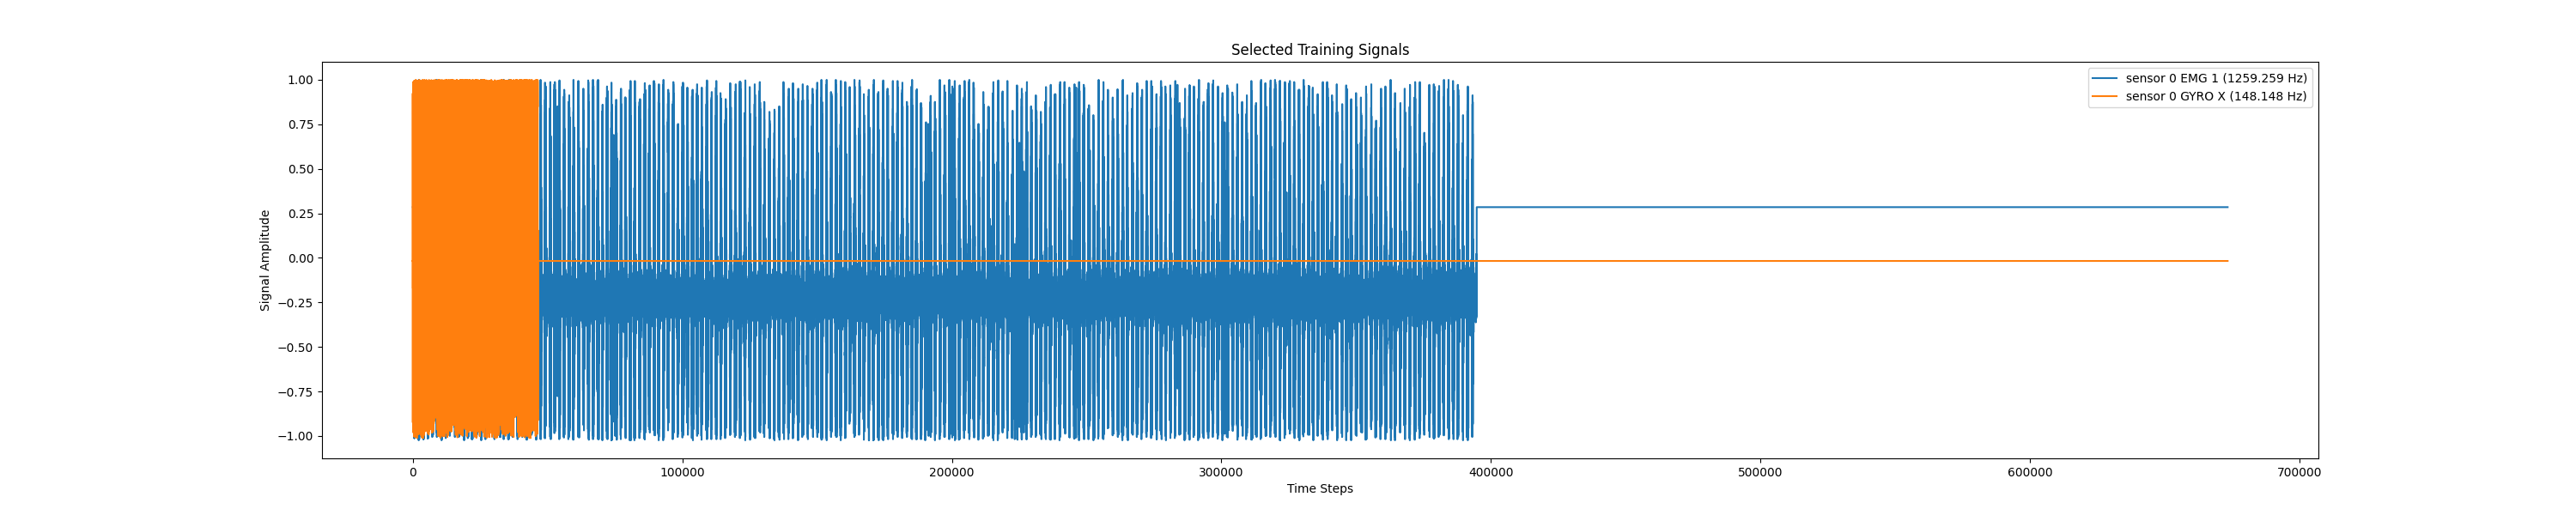 Selected Training Signals
sensor 0 EMG 1 (1259.259 Hz)
sensor 0 GYRO X (148.148 Hz)
Signal Amplitude
1.00
0.75
0.50
0.25
0.00
−0.25
−0.50
−0.75
−1.00
0 100000 200000 300000 400000 500000 600000 700000
Time Steps